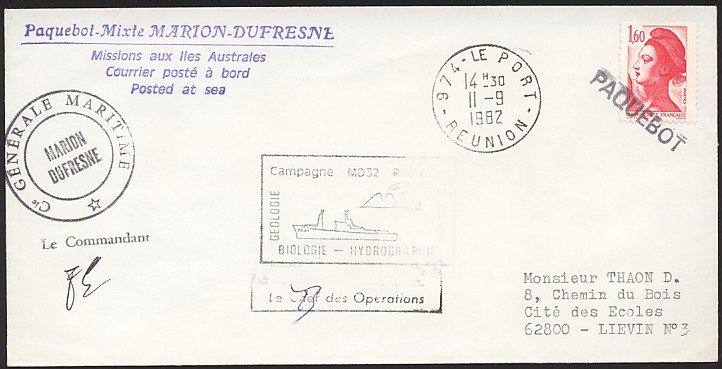 Paquebot-Mixte MARION-DUFRESNE
Missions aux Iles Australes
Courrier posté à bord
Posted at sea
Cie GÉNÉRALE MARITIME
MARION
DUFRESNE
Le Commandant
974 - LE PORT
14 H 30
11 -9
1982
- REUNION -
1,60
PAQUEBOT
Campagne MD32
GEOLOGIE
BIOLOGIE - HYDROGRAPHIE
Le Chef des Operations
Monsieur THAON D.
8, Chemin du Bois
Cité des Ecoles
62800 - LIEVIN N°3